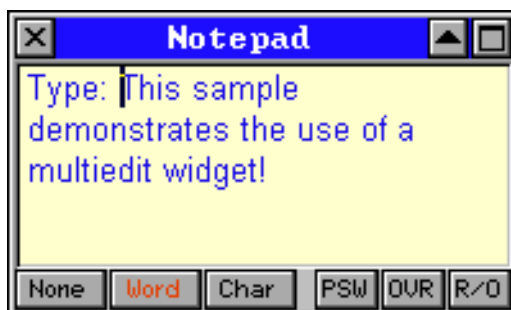 Notepad
Type: This sample
demonstrates the use of a
multiedit widget!
None Word Char PSW OVR R/O